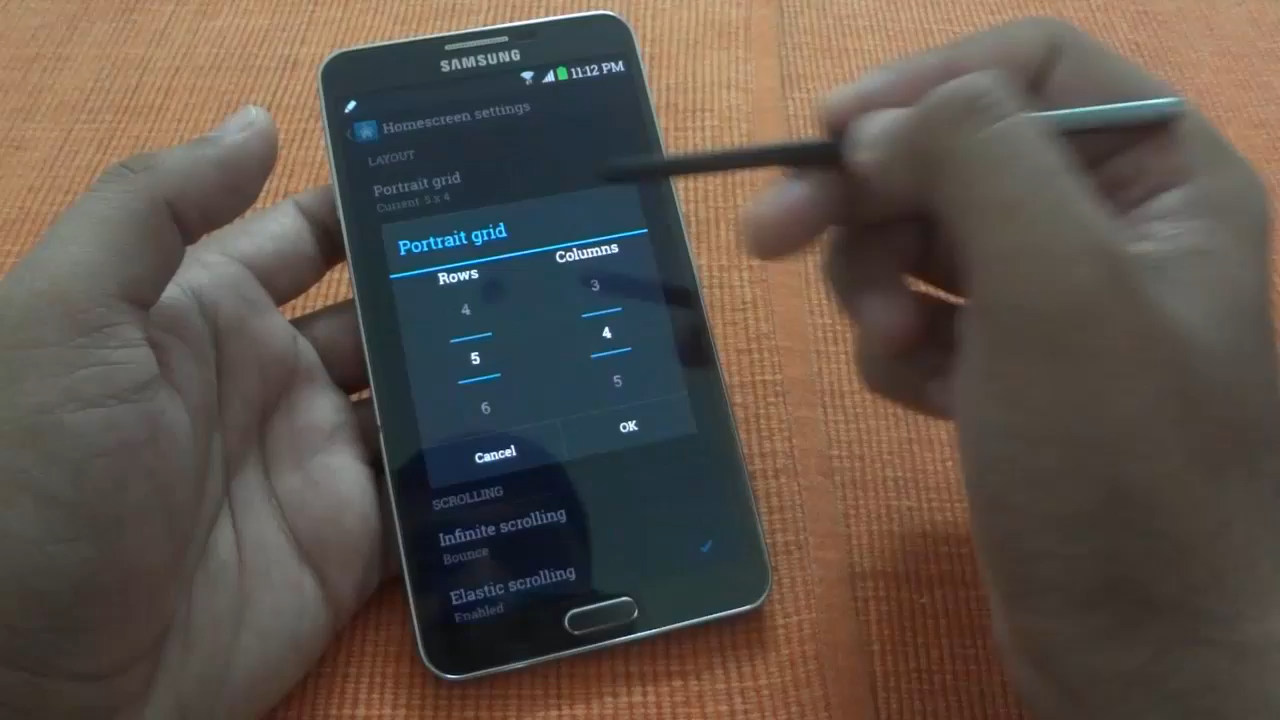 SAMSUNG
11:12 PM
Homescreen settings
LAYOUT
Portrait grid
Current 5 x 4
Portrait grid
Rows Columns
4 3
5 4
6 5
Cancel OK
SCROLLING
Infinite scrolling
Bounce
Elastic scrolling
Enabled